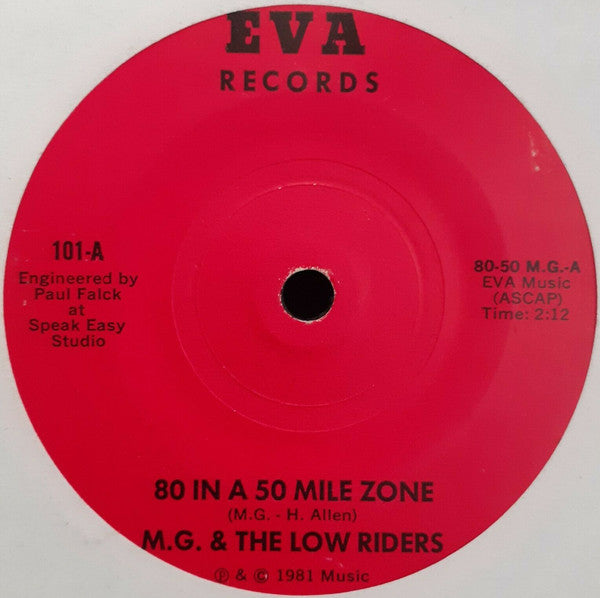 EVA
RECORDS
101-A
Engineered by
Paul Falck
at
Speak Easy
Studio
80-50 M.G.-A
EVA Music
(ASCAP)
Time: 2:12
80 IN A 50 MILE ZONE
(M.G. - H. Allen)
M.G. & THE LOW RIDERS
℗ & © 1981 Music